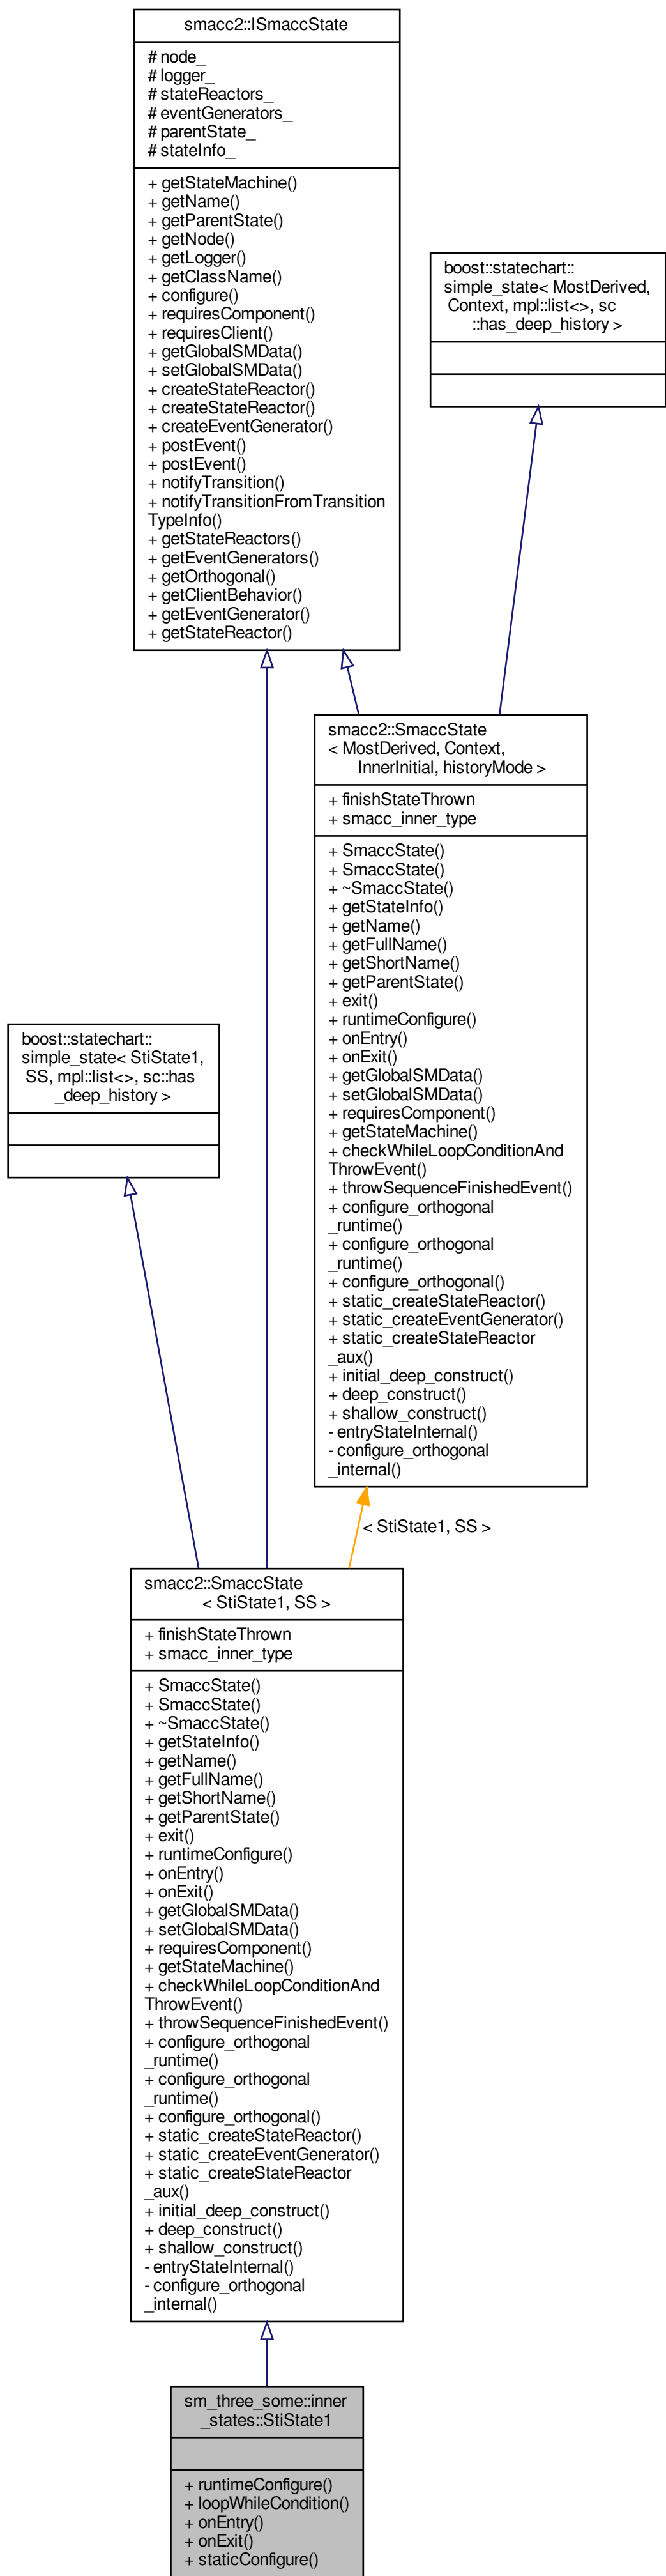 smacc2::ISmaccState
# node_
# logger_
# stateReactors_
# eventGenerators_
# parentState_
# stateInfo_
+ getStateMachine()
+ getName()
+ getParentState()
+ getNode()
+ getLogger()
+ getClassName()
+ configure()
+ requiresComponent()
+ requiresClient()
+ getGlobalSMData()
+ setGlobalSMData()
+ createStateReactor()
+ createStateReactor()
+ createEventGenerator()
+ postEvent()
+ postEvent()
+ notifyTransition()
+ notifyTransitionFromTransition
TypeInfo()
+ getStateReactors()
+ getEventGenerators()
+ getOrthogonal()
+ getClientBehavior()
+ getEventGenerator()
+ getStateReactor()
boost::statechart::
simple_state< MostDerived,
Context, mpl::list<>, sc
::has_deep_history >
smacc2::SmaccState
< MostDerived, Context,
InnerInitial, historyMode >
+ finishStateThrown
+ smacc_inner_type
+ SmaccState()
+ SmaccState()
+ ~SmaccState()
+ getStateInfo()
+ getName()
+ getFullName()
+ getShortName()
+ getParentState()
+ exit()
+ runtimeConfigure()
+ onEntry()
+ onExit()
+ getGlobalSMData()
+ setGlobalSMData()
+ requiresComponent()
+ getStateMachine()
+ checkWhileLoopConditionAnd
ThrowEvent()
+ throwSequenceFinishedEvent()
+ configure_orthogonal
_runtime()
+ configure_orthogonal
_runtime()
+ configure_orthogonal()
+ static_createStateReactor()
+ static_createEventGenerator()
+ static_createStateReactor
_aux()
+ initial_deep_construct()
+ deep_construct()
+ shallow_construct()
- entryStateInternal()
- configure_orthogonal
_internal()
boost::statechart::
simple_state< StiState1,
SS, mpl::list<>, sc::has
_deep_history >
< StiState1, SS >
smacc2::SmaccState
< StiState1, SS >
+ finishStateThrown
+ smacc_inner_type
+ SmaccState()
+ SmaccState()
+ ~SmaccState()
+ getStateInfo()
+ getName()
+ getFullName()
+ getShortName()
+ getParentState()
+ exit()
+ runtimeConfigure()
+ onEntry()
+ onExit()
+ getGlobalSMData()
+ setGlobalSMData()
+ requiresComponent()
+ getStateMachine()
+ checkWhileLoopConditionAnd
ThrowEvent()
+ throwSequenceFinishedEvent()
+ configure_orthogonal
_runtime()
+ configure_orthogonal
_runtime()
+ configure_orthogonal()
+ static_createStateReactor()
+ static_createEventGenerator()
+ static_createStateReactor
_aux()
+ initial_deep_construct()
+ deep_construct()
+ shallow_construct()
- entryStateInternal()
- configure_orthogonal
_internal()
sm_three_some::inner
_states::StiState1
+ runtimeConfigure()
+ loopWhileCondition()
+ onEntry()
+ onExit()
+ staticConfigure()